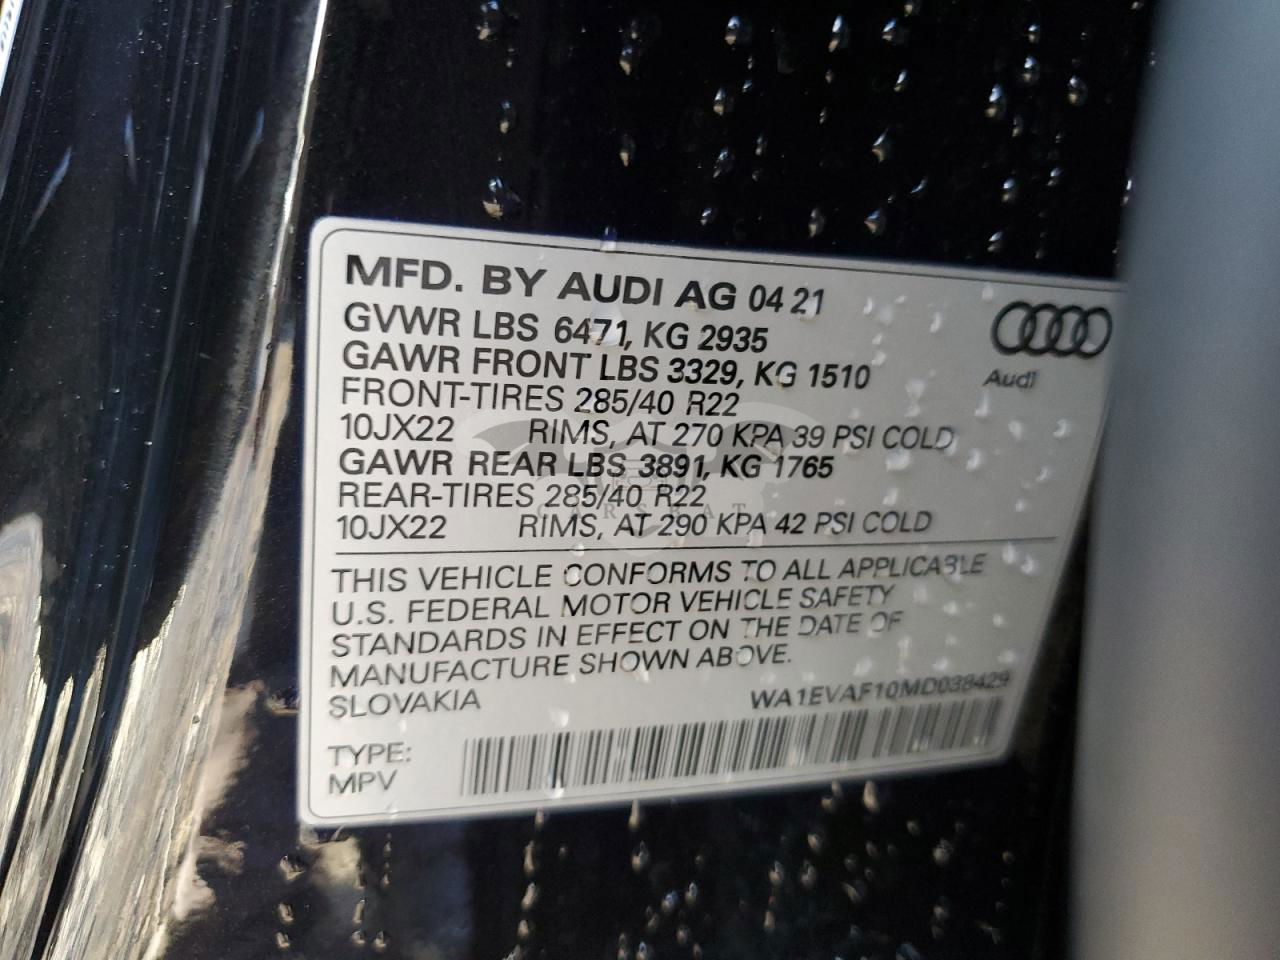 MFD. BY AUDI AG 04 21
GVWR LBS 6471, KG 2935
GAWR FRONT LBS 3329, KG 1510
FRONT-TIRES 285/40 R22
10JX22 RIMS, AT 270 KPA 39 PSI COLD
GAWR REAR LBS 3891, KG 1765
REAR-TIRES 285/40 R22
10JX22 RIMS, AT 290 KPA 42 PSI COLD
Audi
THIS VEHICLE CONFORMS TO ALL APPLICABLE
U.S. FEDERAL MOTOR VEHICLE SAFETY
STANDARDS IN EFFECT ON THE DATE OF
MANUFACTURE SHOWN ABOVE.
SLOVAKIA WA1EVAF10MD038429
TYPE:
MPV